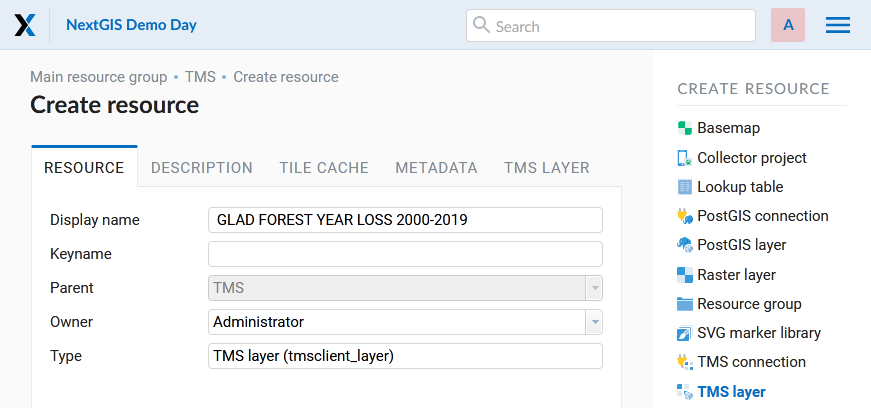 NextGIS Demo Day
Search
A
Main resource group • TMS • Create resource
Create resource
RESOURCE DESCRIPTION TILE CACHE METADATA TMS LAYER
Display name GLAD FOREST YEAR LOSS 2000-2019
Keyname
Parent TMS
Owner Administrator
Type TMS layer (tmsclient_layer)
CREATE RESOURCE
Basemap
Collector project
Lookup table
PostGIS connection
PostGIS layer
Raster layer
Resource group
SVG marker library
TMS connection
TMS layer